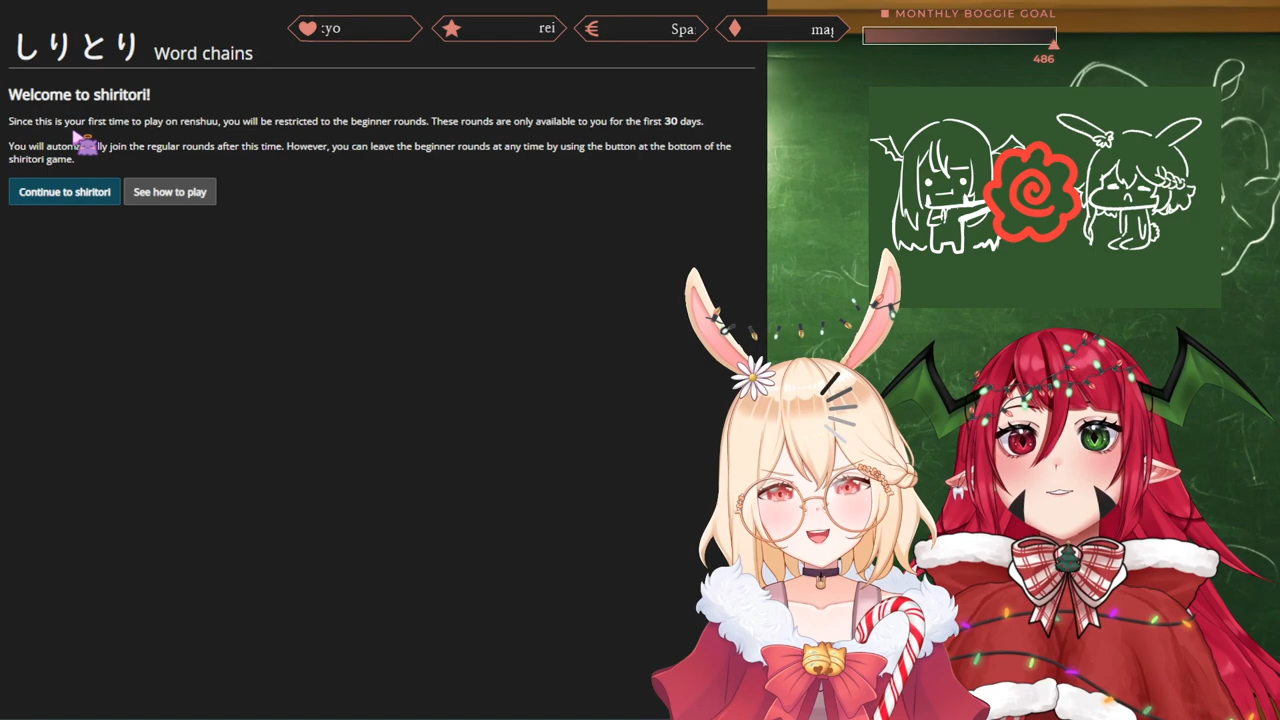 :yo
rei
Spa
mag
MONTHLY BOGGIE GOAL
486
しりとり Word chains
Welcome to shiritori!
Since this is your first time to play on renshuu, you will be restricted to the beginner rounds. These rounds are only available to you for the first 30 days.
You will automatically join the regular rounds after this time. However, you can leave the beginner rounds at any time by using the button at the bottom of the
shiritori game.
Continue to shiritori
See how to play